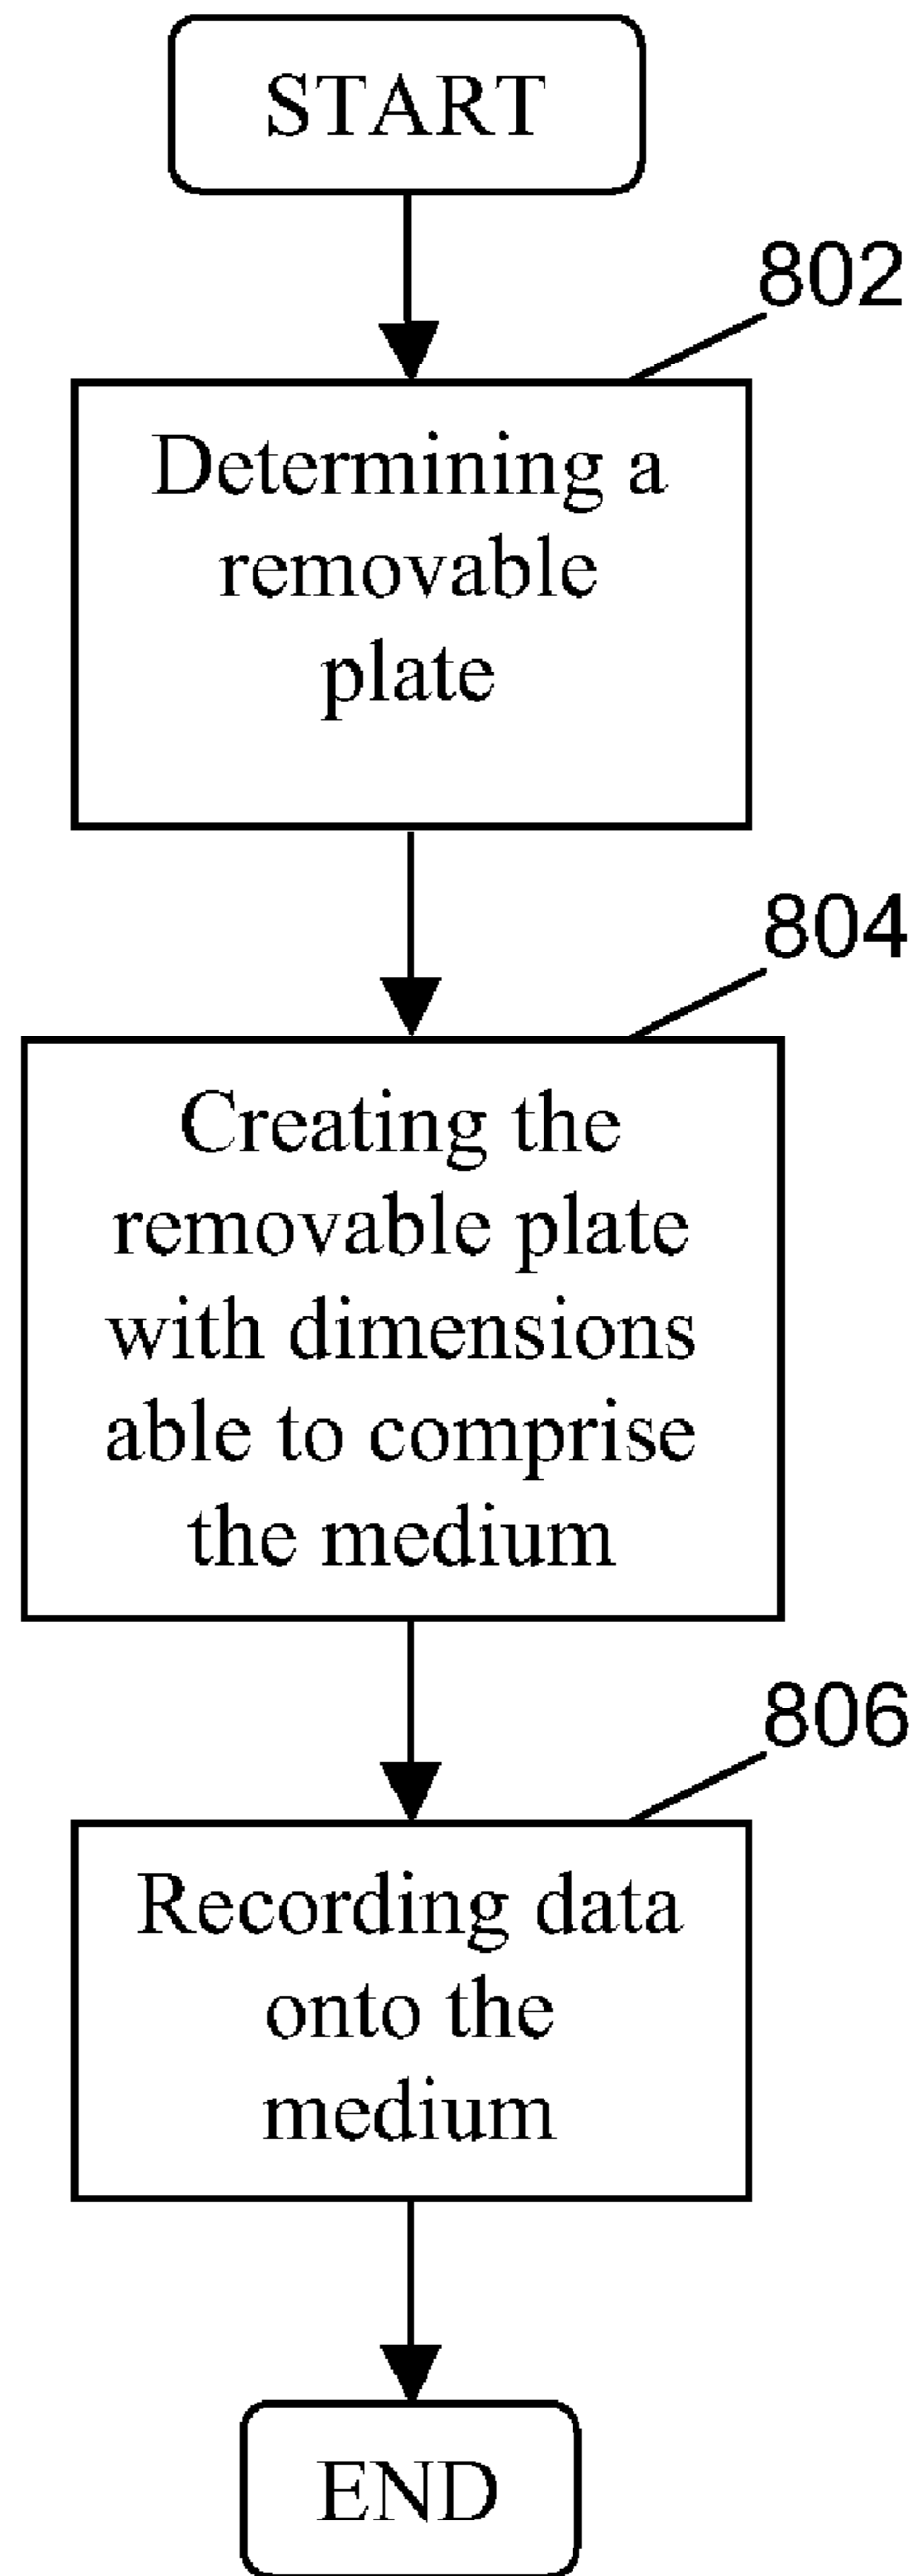 START
802
Determining a
removable
plate
804
Creating the
removable plate
with dimensions
able to comprise
the medium
806
Recording data
onto the
medium
END